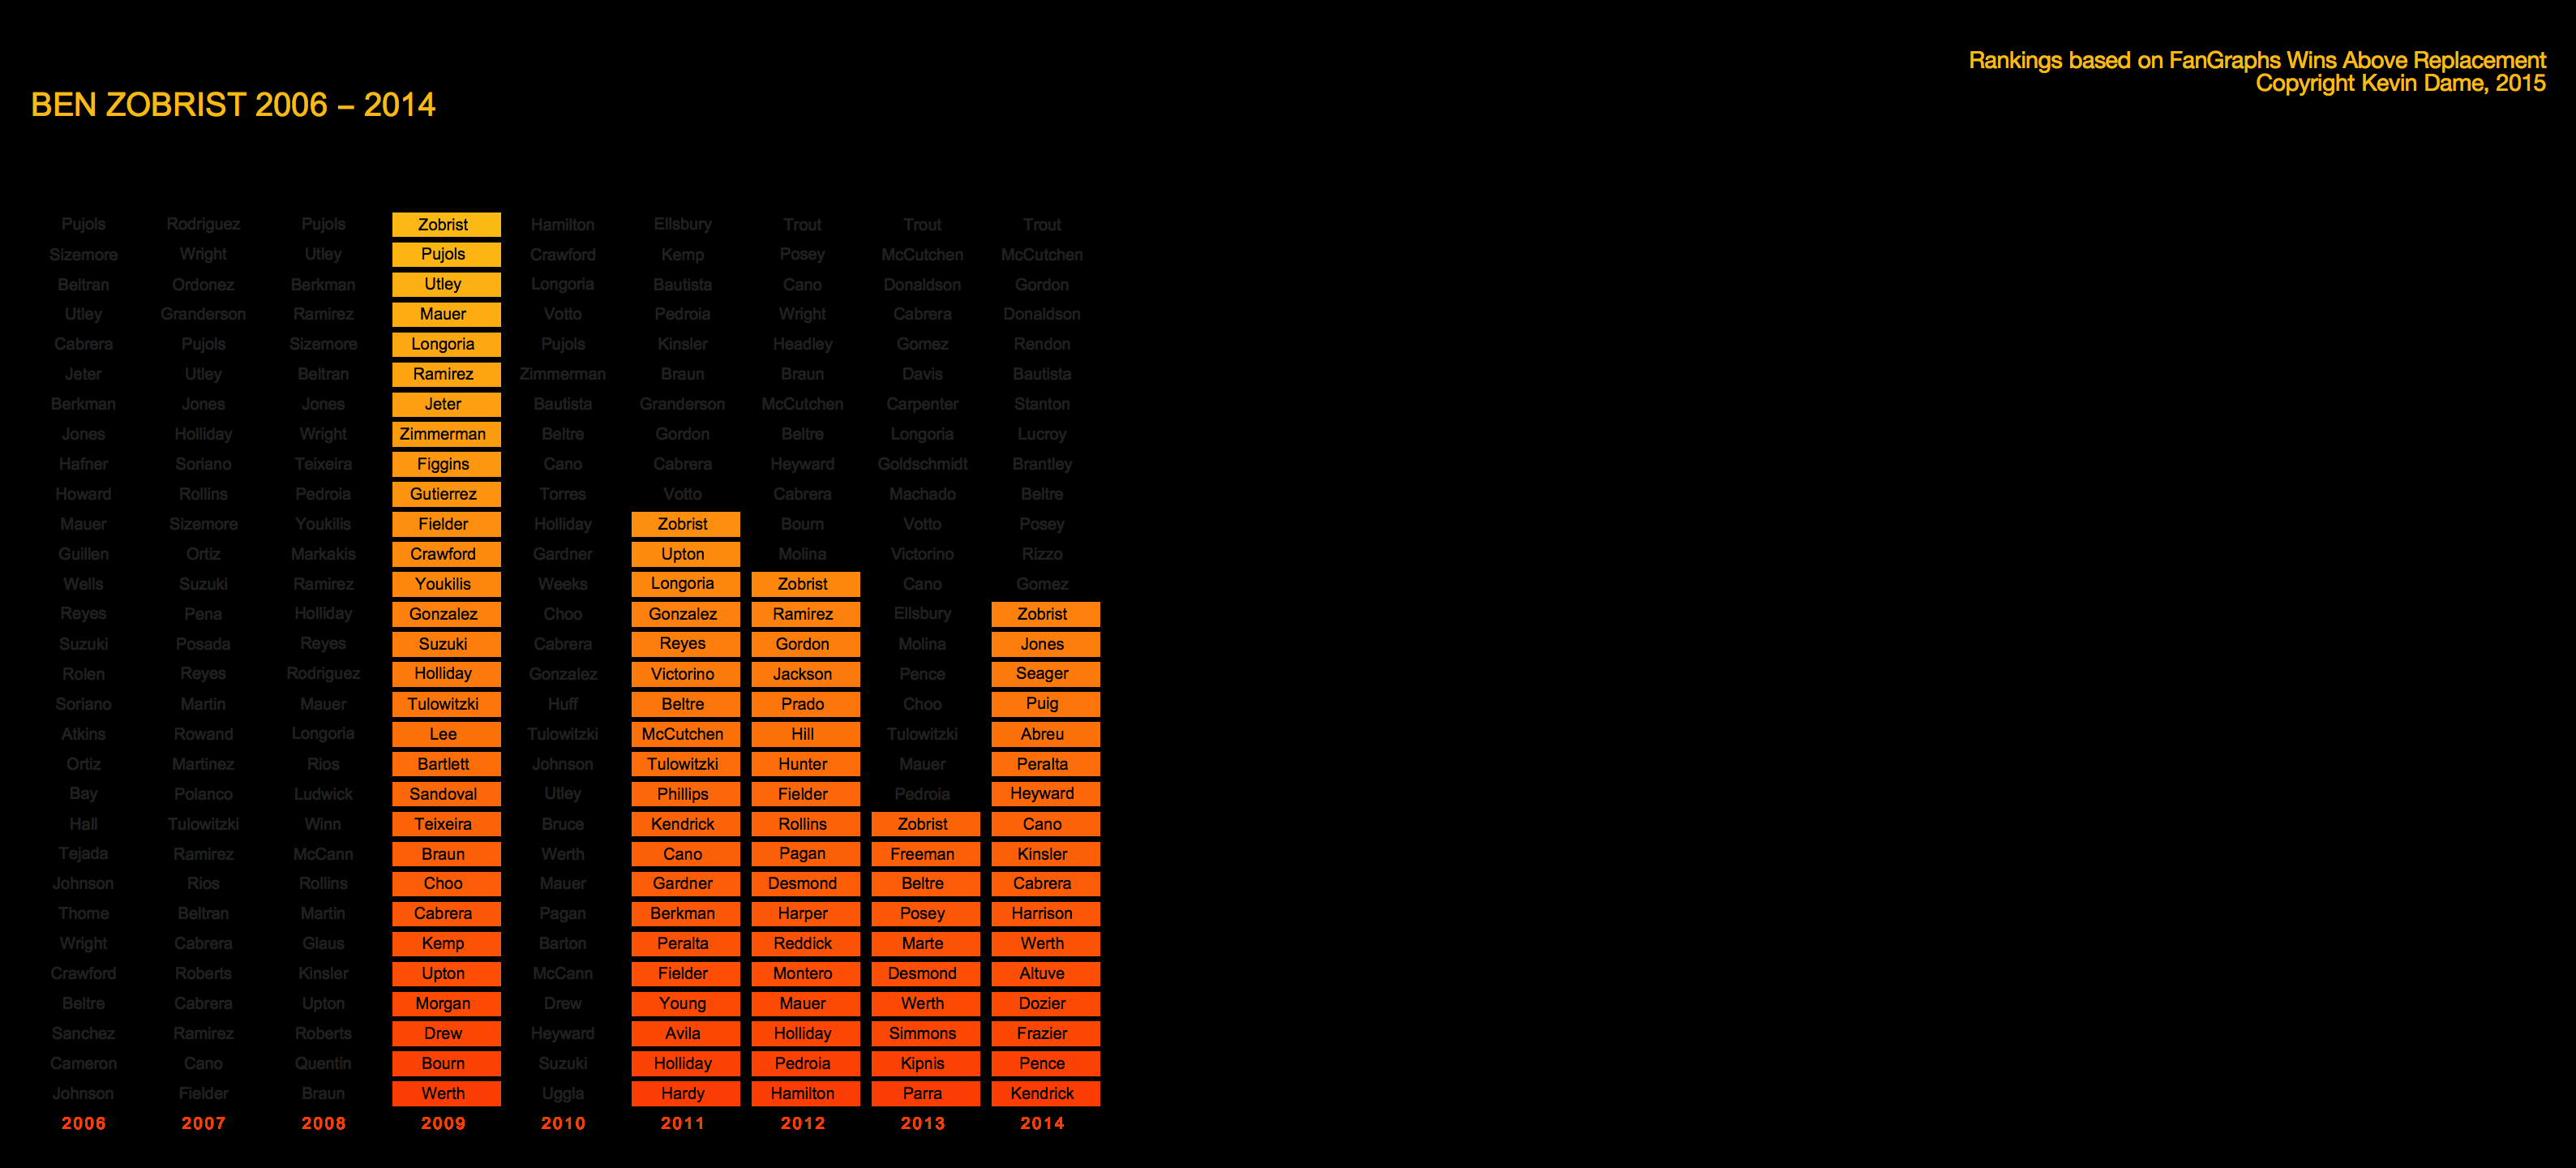 Rankings based on FanGraphs Wins Above Replacement
Copyright Kevin Dame, 2015
BEN ZOBRIST 2006 – 2014
Pujols Rodriguez Pujols Zobrist Hamilton Ellsbury Trout Trout Trout
Sizemore Wright Utley Pujols Crawford Kemp Posey McCutchen McCutchen
Beltran Ordonez Berkman Utley Longoria Bautista Cano Donaldson Gordon
Utley Granderson Ramirez Mauer Votto Pedroia Wright Cabrera Donaldson
Cabrera Pujols Sizemore Longoria Pujols Kinsler Headley Gomez Rendon
Jeter Utley Beltran Ramirez Zimmerman Braun Braun Davis Bautista
Berkman Jones Jones Jeter Bautista Granderson McCutchen Carpenter Stanton
Jones Holliday Wright Zimmerman Beltre Gordon Beltre Longoria Lucroy
Hafner Soriano Teixeira Figgins Cano Cabrera Heyward Goldschmidt Brantley
Howard Rollins Pedroia Gutierrez Torres Votto Cabrera Machado Beltre
Mauer Sizemore Youkilis Fielder Holliday Zobrist Bourn Votto Posey
Guillen Ortiz Markakis Crawford Gardner Upton Molina Victorino Rizzo
Wells Suzuki Ramirez Youkilis Weeks Longoria Zobrist Cano Gomez
Reyes Pena Holliday Gonzalez Choo Gonzalez Ramirez Ellsbury Zobrist
Suzuki Posada Reyes Suzuki Cabrera Reyes Gordon Molina Jones
Rolen Reyes Rodriguez Holliday Gonzalez Victorino Jackson Pence Seager
Soriano Martin Mauer Tulowitzki Huff Beltre Prado Choo Puig
Atkins Rowand Longoria Lee Tulowitzki McCutchen Hill Tulowitzki Abreu
Ortiz Martinez Rios Bartlett Johnson Tulowitzki Hunter Mauer Peralta
Bay Polanco Ludwick Sandoval Utley Phillips Fielder Pedroia Heyward
Hall Tulowitzki Winn Teixeira Bruce Kendrick Rollins Zobrist Cano
Tejada Ramirez McCann Braun Werth Cano Pagan Freeman Kinsler
Johnson Rios Rollins Choo Mauer Gardner Desmond Beltre Cabrera
Thome Beltran Martin Cabrera Pagan Berkman Harper Posey Harrison
Wright Cabrera Glaus Kemp Barton Peralta Reddick Marte Werth
Crawford Roberts Kinsler Upton McCann Fielder Montero Desmond Altuve
Beltre Cabrera Upton Morgan Drew Young Mauer Werth Dozier
Sanchez Ramirez Roberts Drew Heyward Avila Holliday Simmons Frazier
Cameron Cano Quentin Bourn Suzuki Holliday Pedroia Kipnis Pence
Johnson Fielder Braun Werth Uggla Hardy Hamilton Parra Kendrick
2006 2007 2008 2009 2010 2011 2012 2013 2014